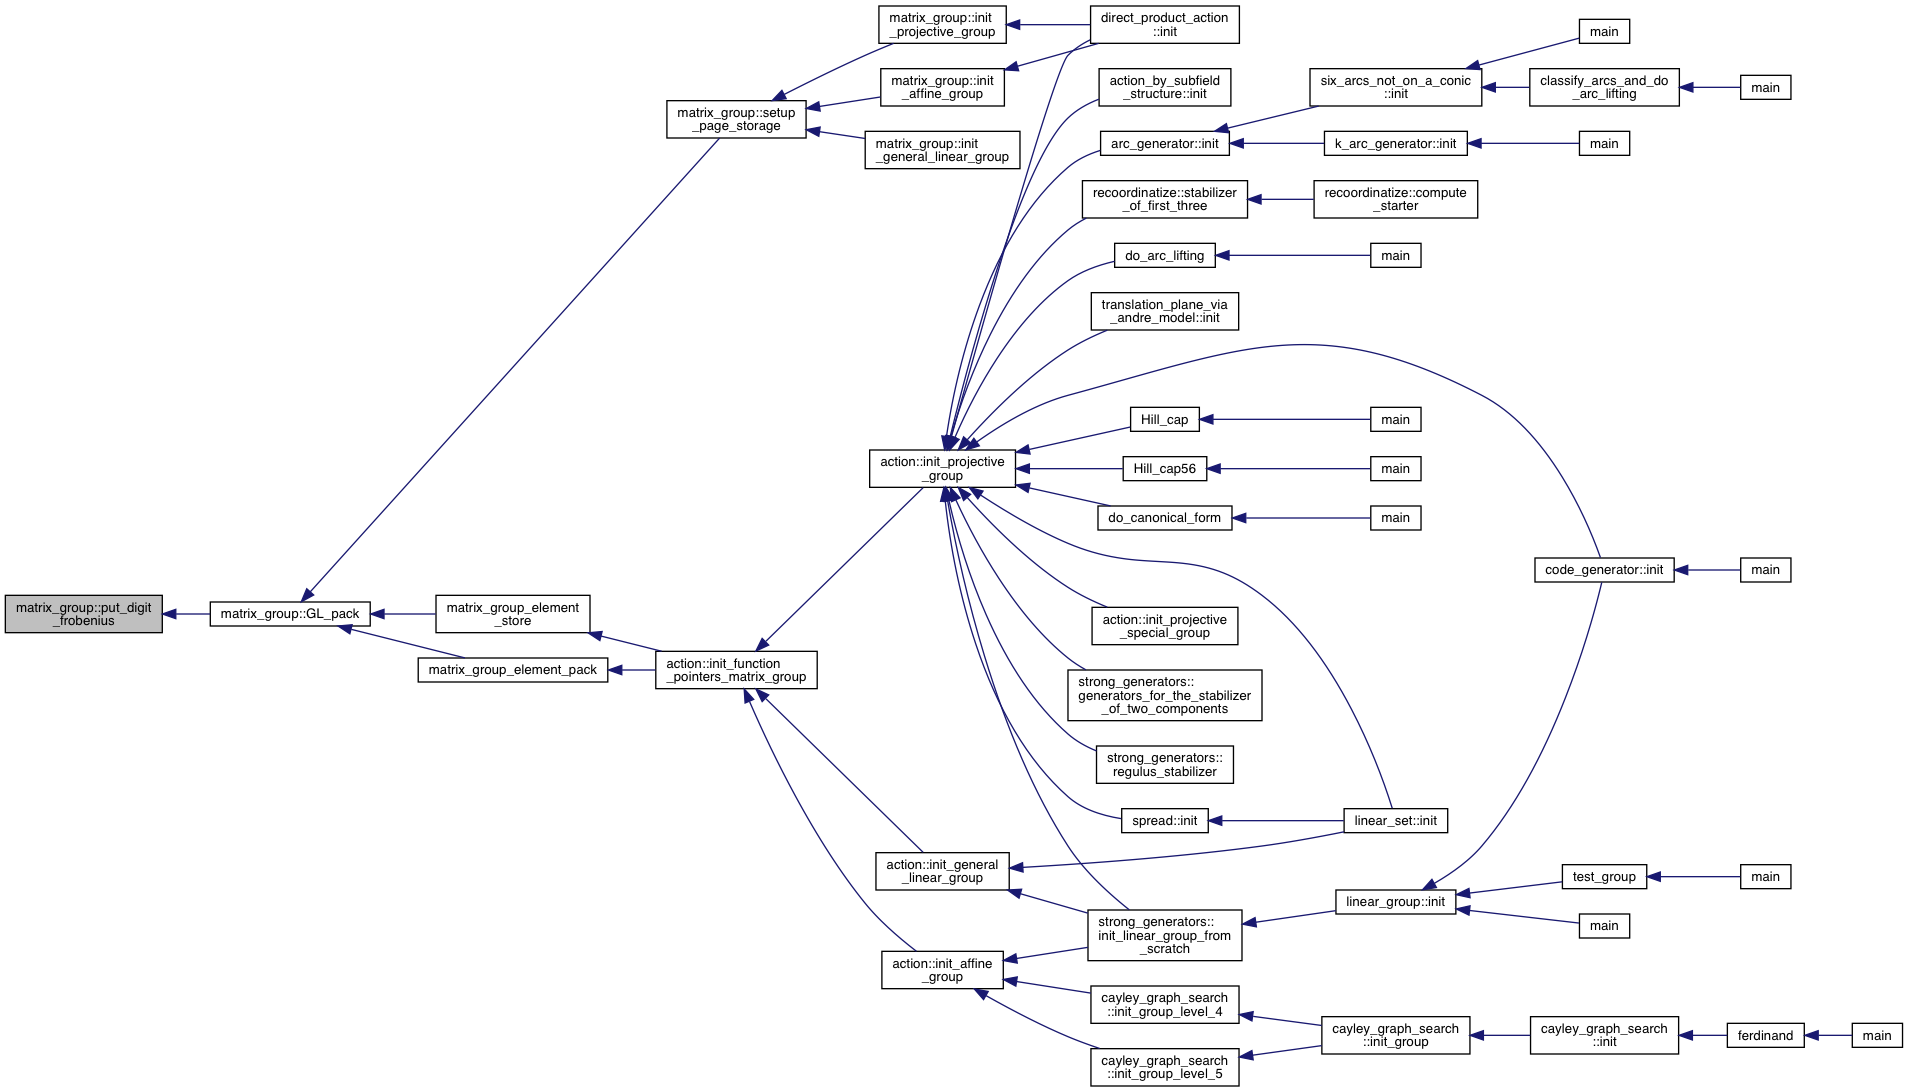 matrix_group::put_digit
_frobenius
matrix_group::GL_pack
matrix_group::setup
_page_storage
matrix_group::init
_projective_group
direct_product_action
::init
matrix_group::init
_affine_group
matrix_group::init
_general_linear_group
matrix_group_element
_store
action::init_function
_pointers_matrix_group
action::init_projective
_group
action_by_subfield
_structure::init
arc_generator::init
six_arcs_not_on_a_conic
::init
main
classify_arcs_and_do
_arc_lifting
main
k_arc_generator::init
main
recoordinatize::stabilizer
_of_first_three
recoordinatize::compute
_starter
do_arc_lifting
main
translation_plane_via
_andre_model::init
code_generator::init
main
Hill_cap
main
Hill_cap56
main
do_canonical_form
main
action::init_projective
_special_group
strong_generators::
generators_for_the_stabilizer
_of_two_components
strong_generators::
regulus_stabilizer
spread::init
linear_set::init
strong_generators::
init_linear_group_from
_scratch
linear_group::init
test_group
main
main
action::init_general
_linear_group
action::init_affine
_group
cayley_graph_search
::init_group_level_4
cayley_graph_search
::init_group
cayley_graph_search
::init
ferdinand
main
cayley_graph_search
::init_group_level_5
matrix_group_element_pack